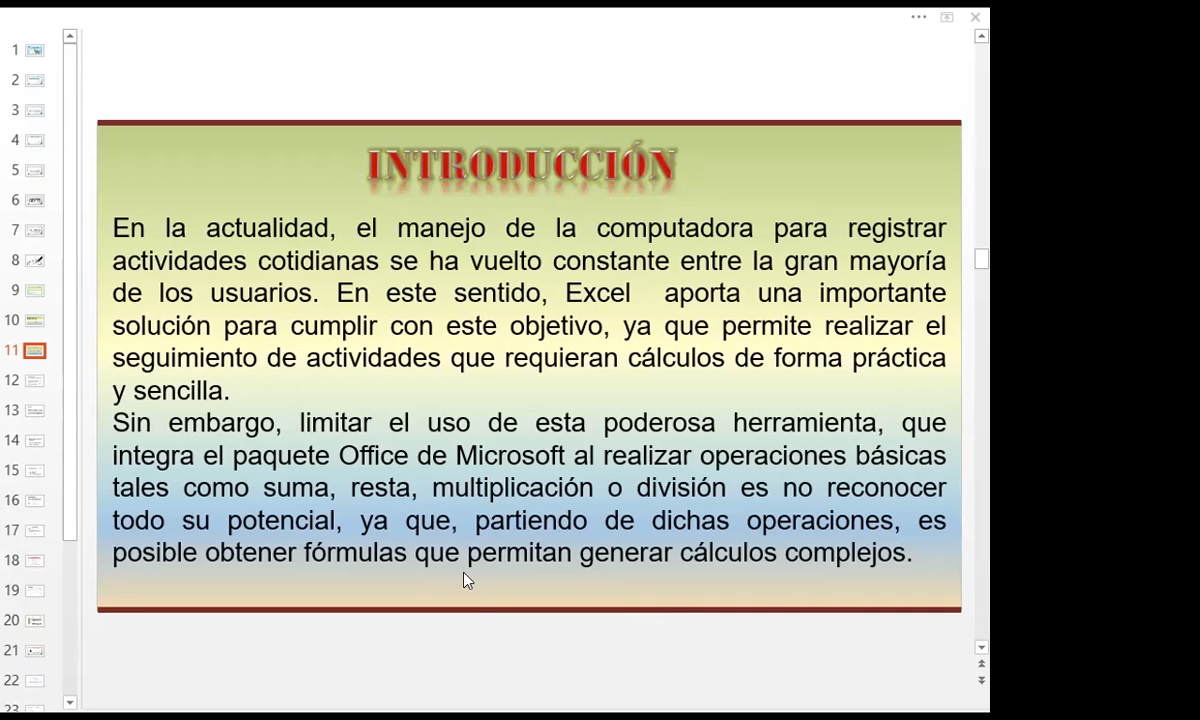 INTRODUCCIÓN
En la actualidad, el manejo de la computadora para registrar
actividades cotidianas se ha vuelto constante entre la gran mayoría
de los usuarios. En este sentido, Excel aporta una importante
solución para cumplir con este objetivo, ya que permite realizar el
seguimiento de actividades que requieran cálculos de forma práctica
y sencilla.
Sin embargo, limitar el uso de esta poderosa herramienta, que
integra el paquete Office de Microsoft al realizar operaciones básicas
tales como suma, resta, multiplicación o división es no reconocer
todo su potencial, ya que, partiendo de dichas operaciones, es
posible obtener fórmulas que permitan generar cálculos complejos.
1
2
3
4
5
6
7
8
9
10
11
12
13
14
15
16
17
18
19
20
21
22
23